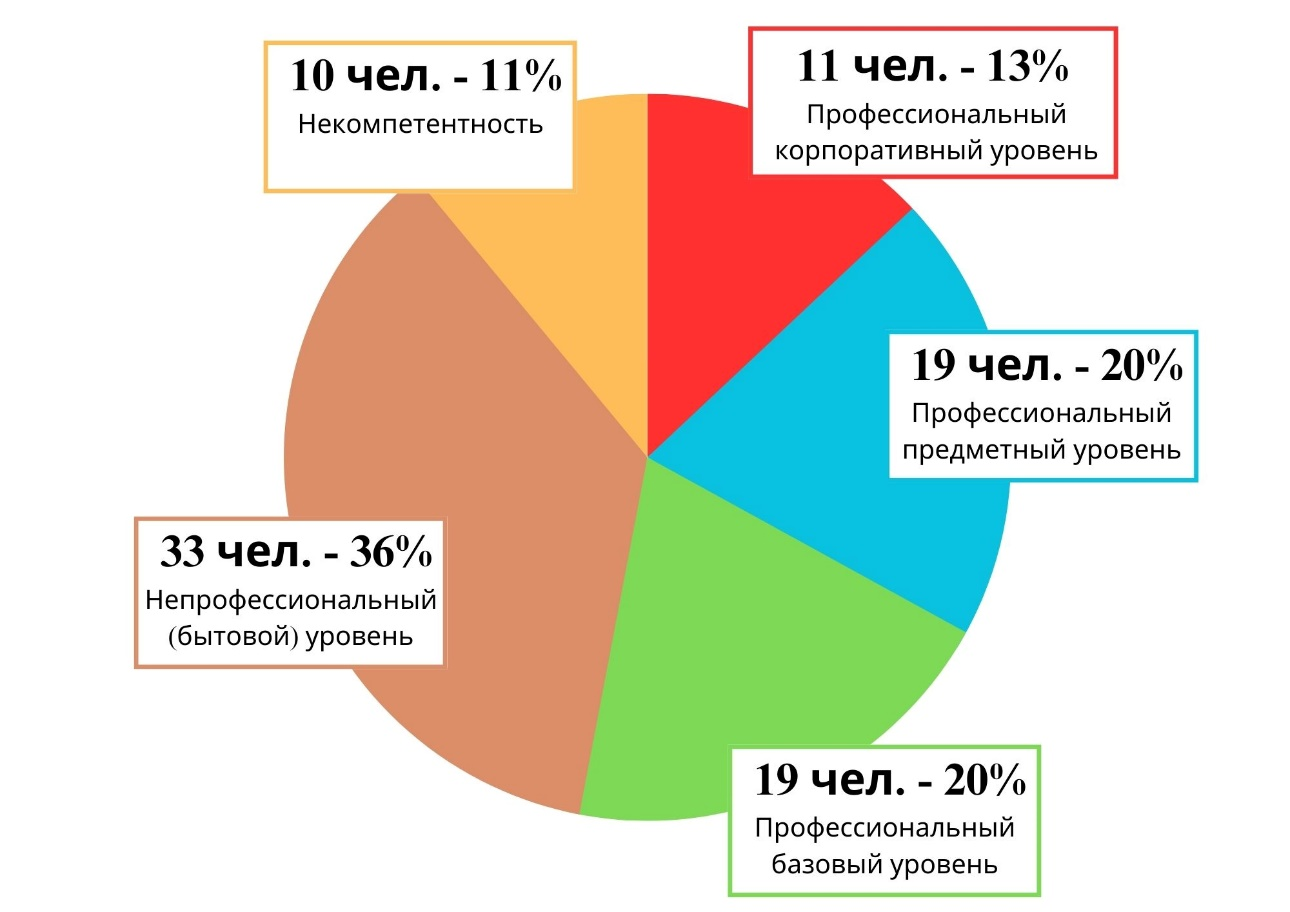 10 чел. - 11%
Некомпетентность
11 чел. - 13%
Профессиональный
корпоративный уровень
19 чел. - 20%
Профессиональный
предметный уровень
33 чел. - 36%
Непрофессиональный
(бытовой) уровень
19 чел. - 20%
Профессиональный
базовый уровень